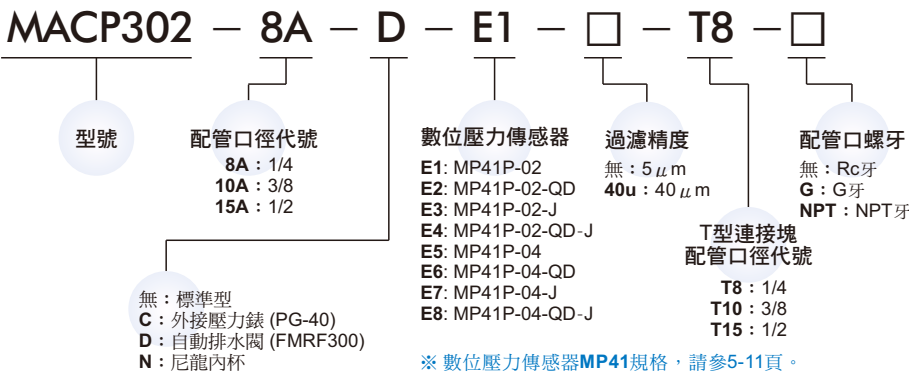 MACP302 － 8A － D － E1 － □ － T8 － □
型號
配管口徑代號
8A：1/4
10A：3/8
15A：1/2
無：標準型
C：外接壓力錶 (PG-40)
D：自動排水閥 (FMRF300)
N：尼龍內杯
數位壓力傳感器
E1: MP41P-02
E2: MP41P-02-QD
E3: MP41P-02-J
E4: MP41P-02-QD-J
E5: MP41P-04
E6: MP41P-04-QD
E7: MP41P-04-J
E8: MP41P-04-QD-J
過濾精度
無：5μm
40u：40μm
T型連接塊
配管口徑代號
T8：1/4
T10：3/8
T15：1/2
配管口螺牙
無：Rc牙
G：G牙
NPT：NPT牙
※ 數位壓力傳感器MP41規格，請參5-11頁。